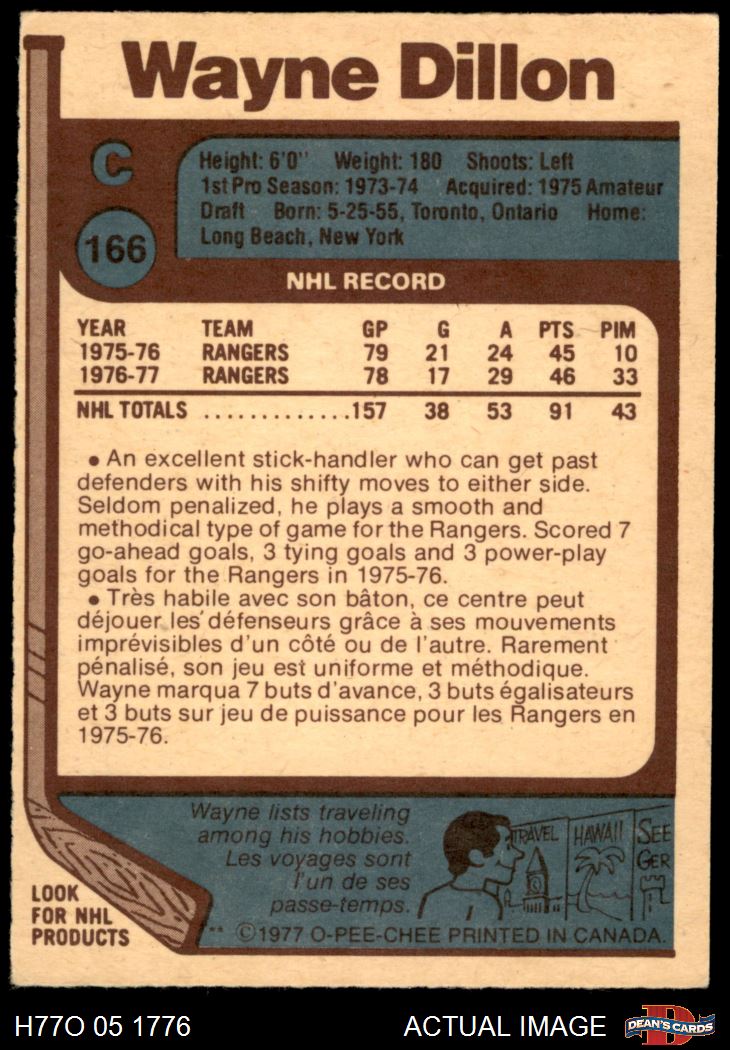 Wayne Dillon
C
166
Height: 6'0" Weight: 180 Shoots: Left
1st Pro Season: 1973-74 Acquired: 1975 Amateur
Draft Born: 5-25-55, Toronto, Ontario Home:
Long Beach, New York
NHL RECORD
YEAR TEAM GP G A PTS PIM
1975-76 RANGERS 79 21 24 45 10
1976-77 RANGERS 78 17 29 46 33
NHL TOTALS .............157 38 53 91 43
• An excellent stick-handler who can get past
defenders with his shifty moves to either side.
Seldom penalized, he plays a smooth and
methodical type of game for the Rangers. Scored 7
go-ahead goals, 3 tying goals and 3 power-play
goals for the Rangers in 1975-76.
• Très habile avec son bâton, ce centre peut
déjouer les défenseurs grâce à ses mouvements
imprévisibles d'un côté ou de l'autre. Rarement
pénalisé, son jeu est uniforme et méthodique.
Wayne marqua 7 buts d'avance, 3 buts égalisateurs
et 3 buts sur jeu de puissance pour les Rangers en
1975-76.
Wayne lists traveling
among his hobbies.
Les voyages sont
l'un de ses
passe-temps.
TRAVEL HAWAII SEE
GER
LOOK
FOR NHL
PRODUCTS
** ©1977 O-PEE-CHEE PRINTED IN CANADA.
H77O 05 1776 ACTUAL IMAGE
D
DEAN'S CARDS